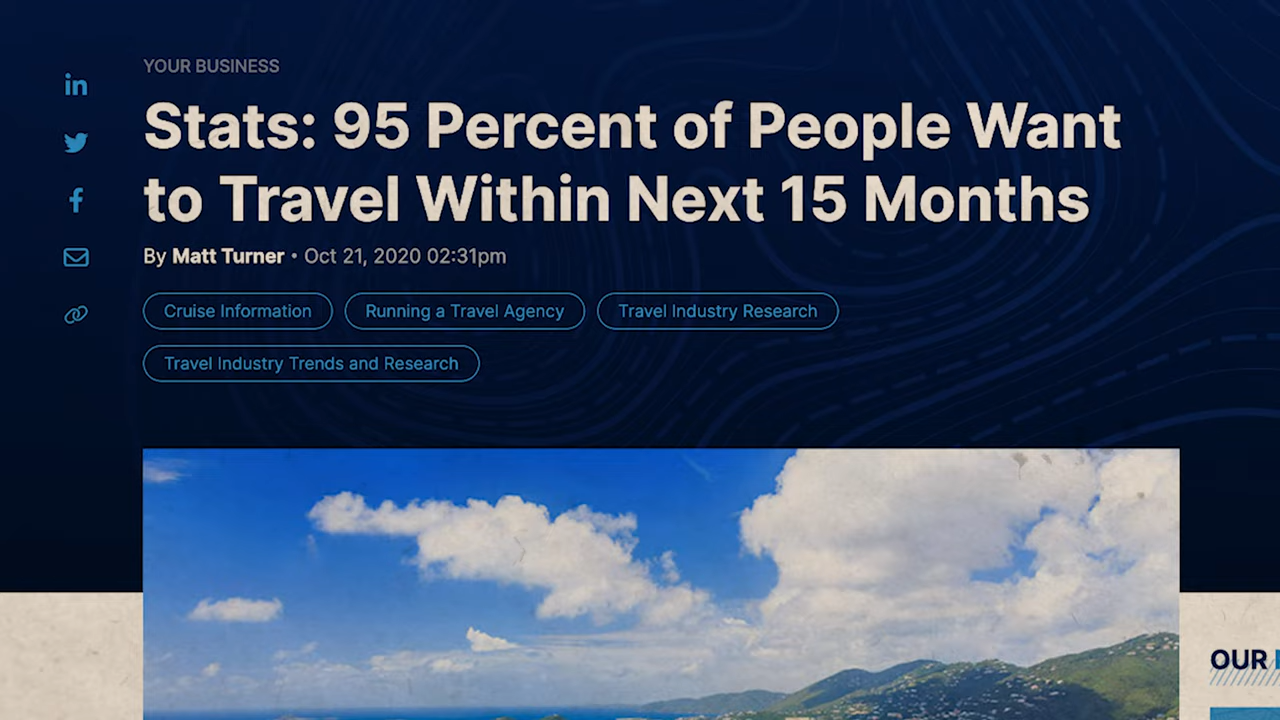 YOUR BUSINESS
Stats: 95 Percent of People Want
to Travel Within Next 15 Months
By Matt Turner • Oct 21, 2020 02:31pm
Cruise Information
Running a Travel Agency
Travel Industry Research
Travel Industry Trends and Research
OUR